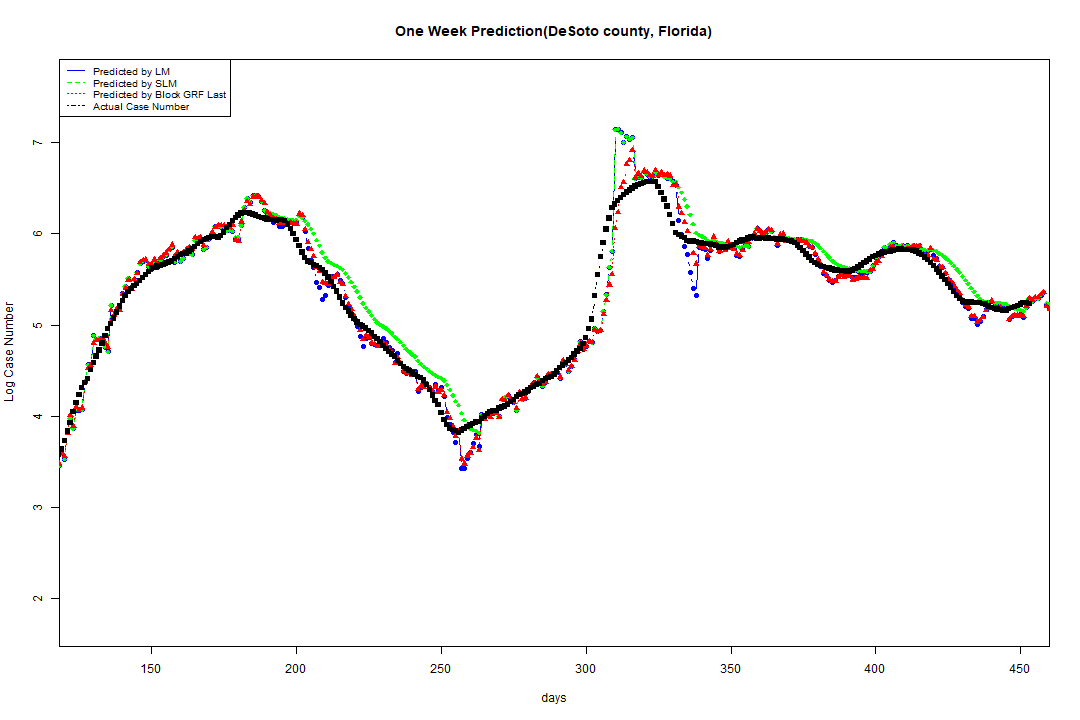 One Week Prediction(DeSoto county, Florida)
Predicted by LM
Predicted by SLM
Predicted by Block GRF Last
Actual Case Number
7
6
5
4
3
2
Log Case Number
150 200 250 300 350 400 450
days